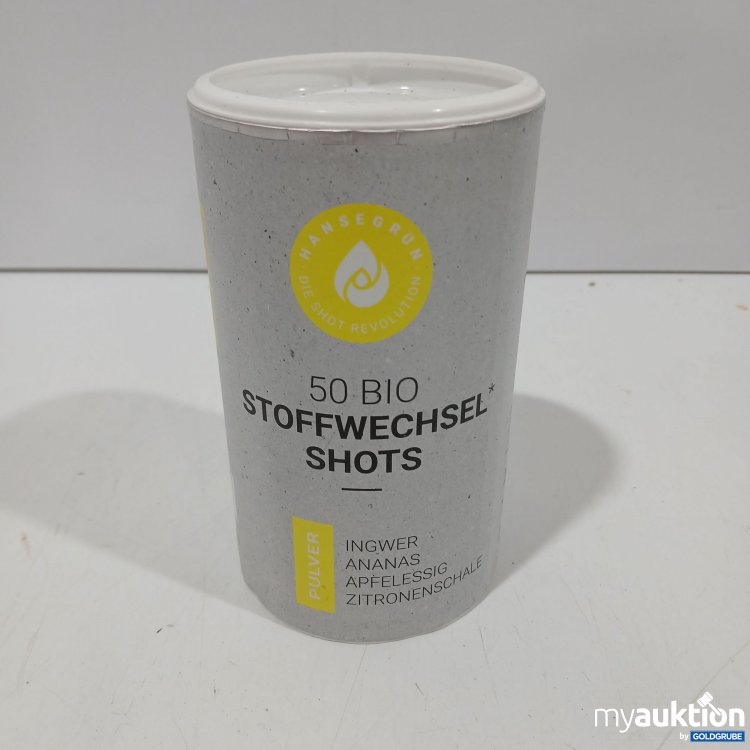 HANSEGRÜN
DIE SHOT REVOLUTION
50 BIO
STOFFWECHSEL*
SHOTS
PULVER
INGWER
ANANAS
APFELESSIG
ZITRONENSCHALE
myauktion
by GOLDGRUBE